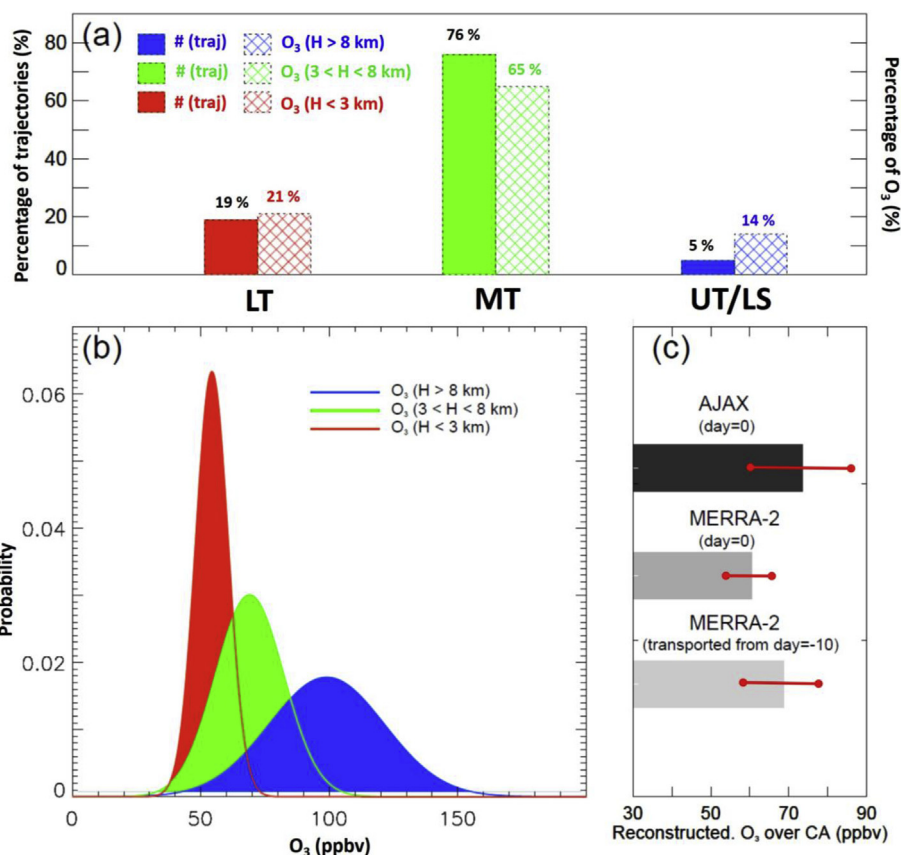 (a)
# (traj) O₃ (H > 8 km)
# (traj) O₃ (3 < H < 8km)
# (traj) O₃ (H < 3 km)
Percentage of trajectories (%)
80
60
40
20
0
19 %
21 %
76 %
65 %
5 %
14 %
Percentage of O₃ (%)
LT
MT
UT/LS
(b)
O₃ (H > 8 km)
O₃ (3 < H < 8km)
O₃ (H < 3 km)
Probability
0.06
0.04
0.02
0
0
50
100
150
O₃ (ppbv)
(c)
AJAX
(day=0)
MERRA-2
(day=0)
MERRA-2
(transported from day=-10)
30
50
70
90
Reconstructed. O₃ over CA (ppbv)